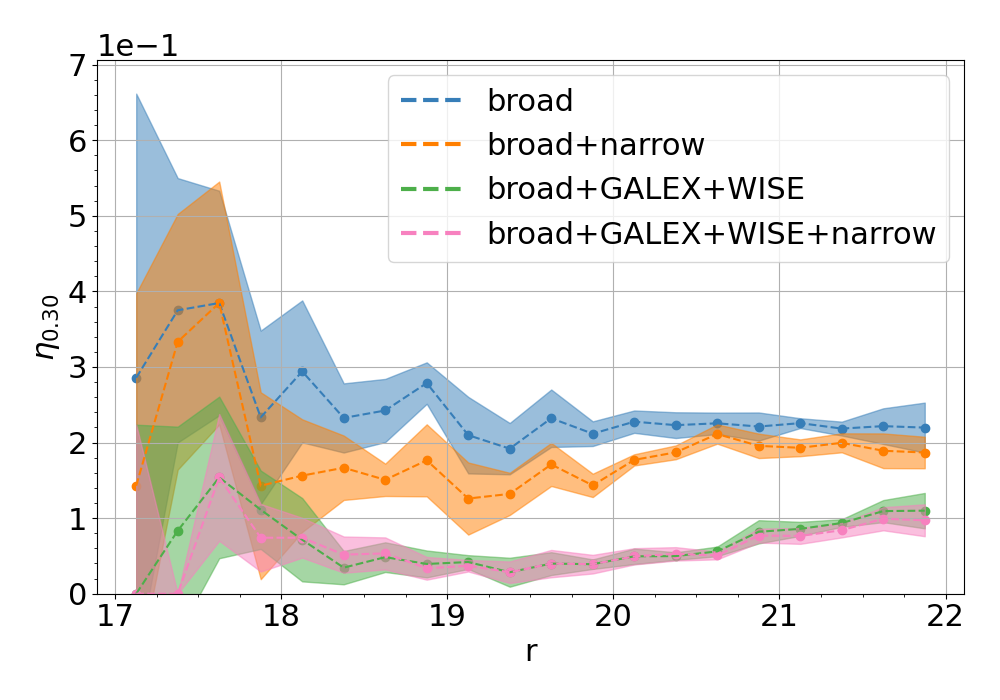 1e−1
7
6
5
4
3
2
1
0
η0.30
broad
broad+narrow
broad+GALEX+WISE
broad+GALEX+WISE+narrow
17 18 19 20 21 22
r